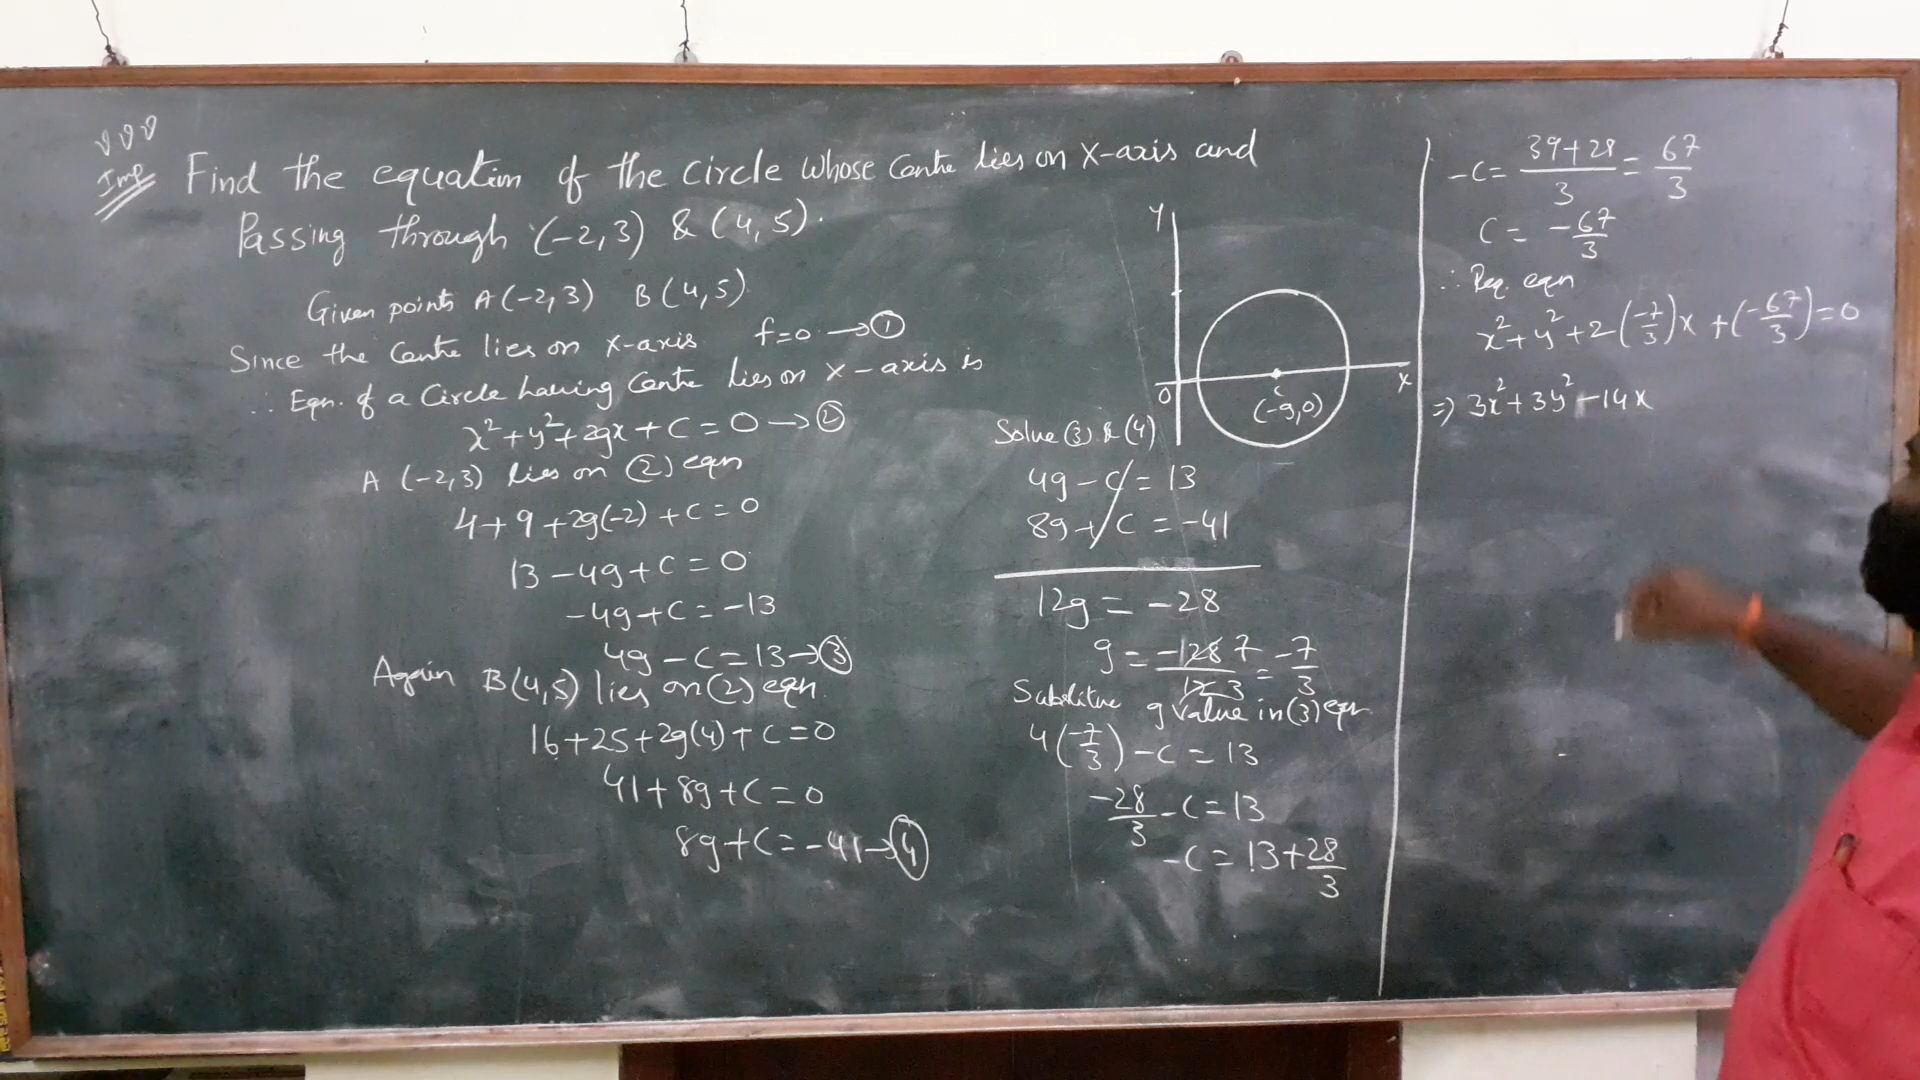 Imp
Find the equation of the circle whose centre lies on X-axis and
Passing through (-2,3) & (4,5).
Given points A(-2,3) B(4,5)
Since the Centre lies on X-axis f=0 → ①
∴ Eqn. of a Circle having Centre lies on X-axis is
x²+y²+2gx+c=0 → ②
A (-2,3) lies on (2) eqn
4+9+2g(-2)+c=0
13-4g+c=0
-4g+c=-13
4g-c=13→③
Again B(4,5) lies on (2) eqn.
16+25+2g(4)+c=0
41+8g+c=0
8g+c=-41→④
Y
O
X
c
(-g,0)
Solve (3) & (4)
4g-c=13
8g+c=-41
12g=-28
g=-28/12 7/3=-7/3
Substitue g value in (3) eqn.
4(-7/3)-c=13
-28/3-c=13
-c=13+28/3
-c=39+28/3=67/3
c=-67/3
∴ Req. eqn
x²+y²+2(-7/3)x+(-67/3)=0
⇒ 3x²+3y²-14x